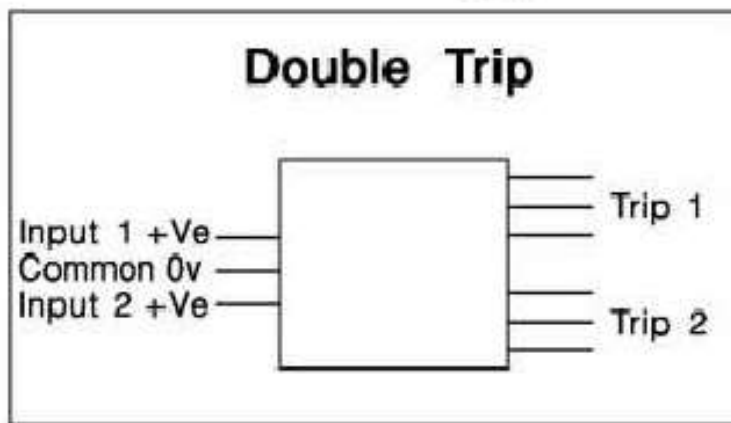 Double Trip
Input 1 +Ve
Common 0v
Input 2 +Ve
Trip 1
Trip 2